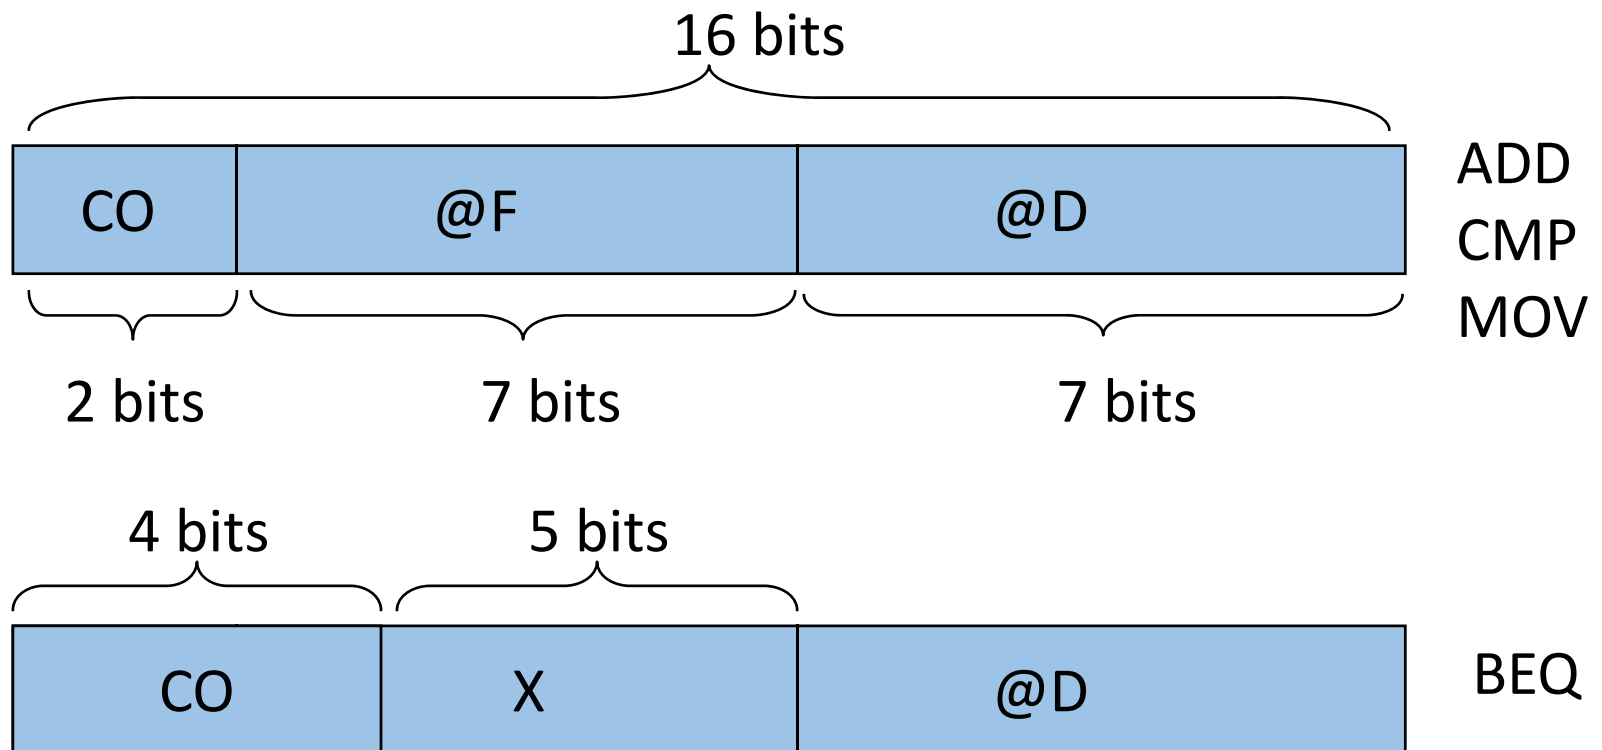 16 bits
CO @F @D
ADD
CMP
MOV
2 bits 7 bits 7 bits
4 bits 5 bits
CO X @D
BEQ